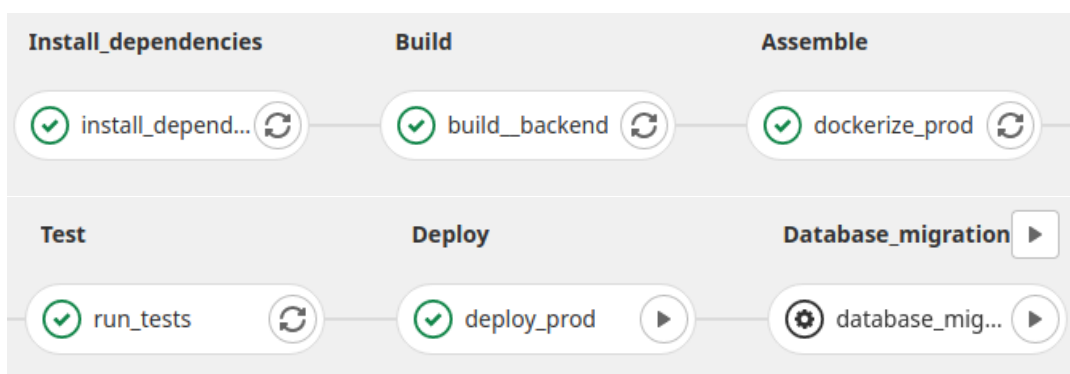 Install_dependencies Build Assemble
install_depend... build__backend dockerize_prod
Test Deploy Database_migration
run_tests deploy_prod database_mig...